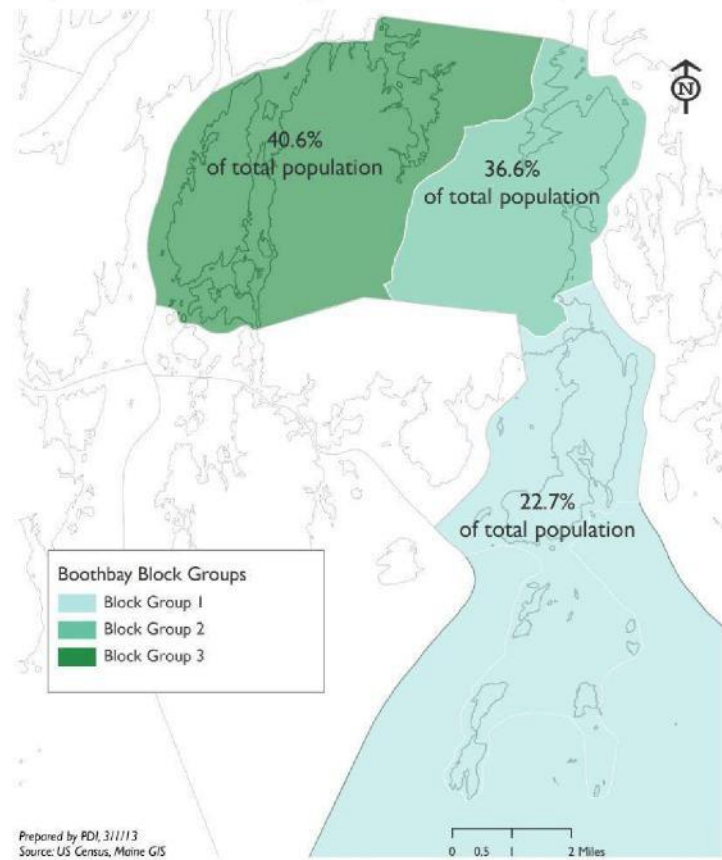 N
40.6%
of total population
36.6%
of total population
22.7%
of total population
Boothbay Block Groups
Block Group 1
Block Group 2
Block Group 3
Prepared by PDI, 3/1/13
Source: US Census, Maine GIS
0 0.5 1 2 Miles